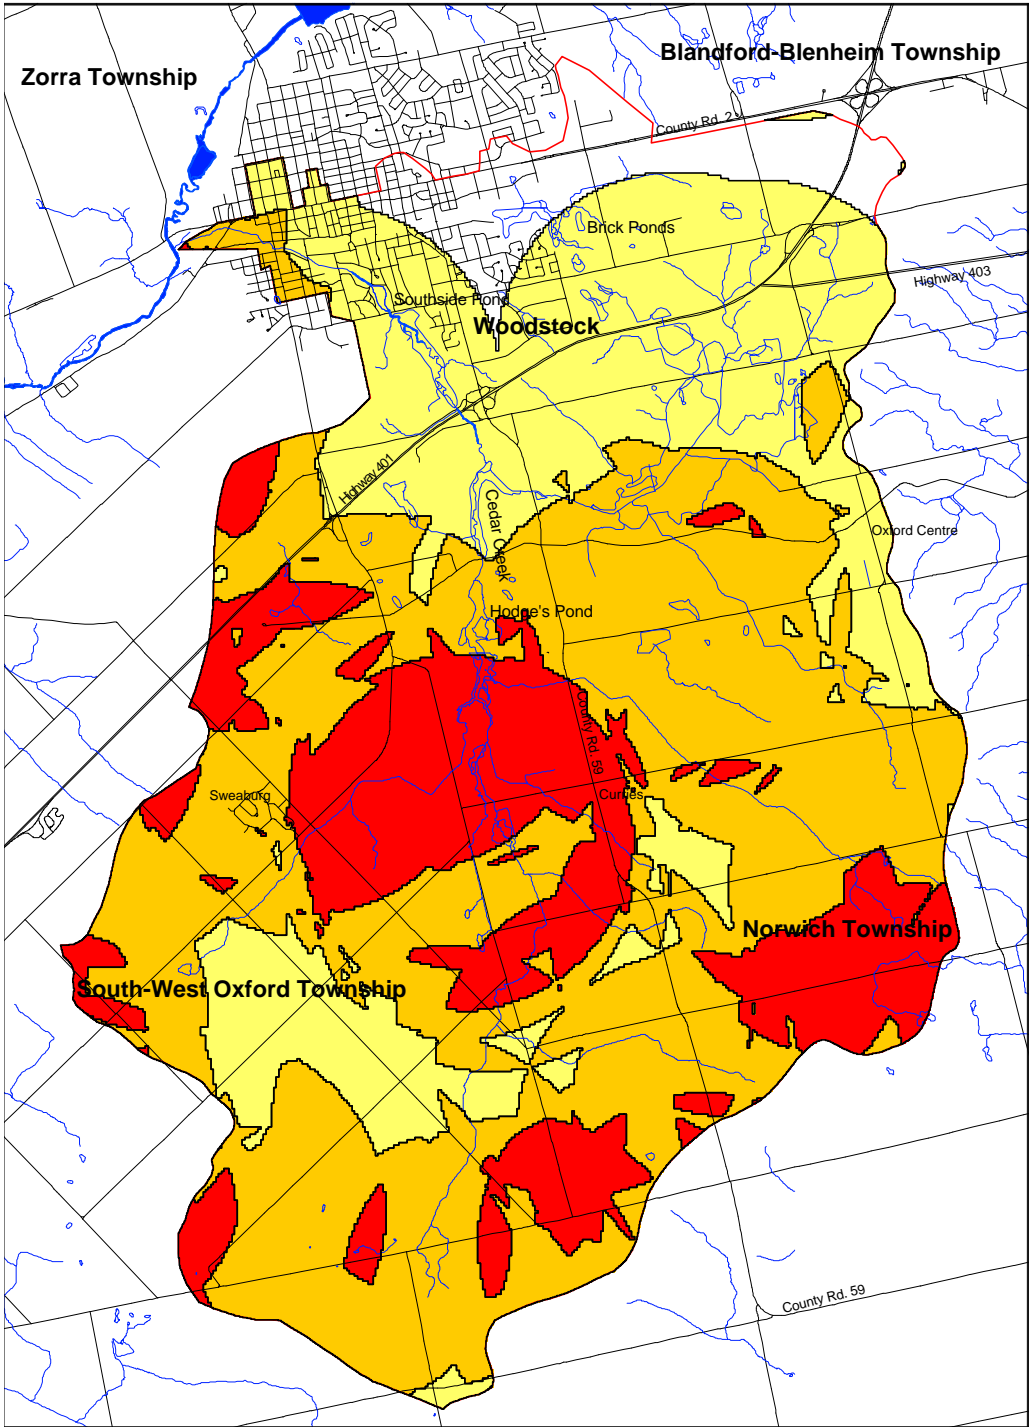 Blandford-Blenheim Township
Zorra Township
County Rd. 2
Brick Ponds
Highway 403
Southside Pond
Woodstock
Highway 401
Cedar Creek
Oxford Centre
Hodge's Pond
County Rd. 59
Sweaburg
Curries
Norwich Township
South-West Oxford Township
County Rd. 59